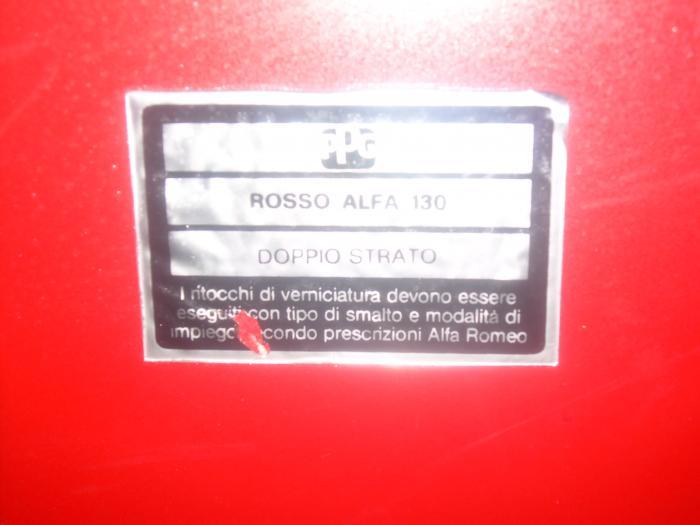 PPG
ROSSO ALFA 130
DOPPIO STRATO
I ritocchi di verniciatura devono essere
eseguiti con tipo di smalto e modalità di
impiego secondo prescrizioni Alfa Romeo